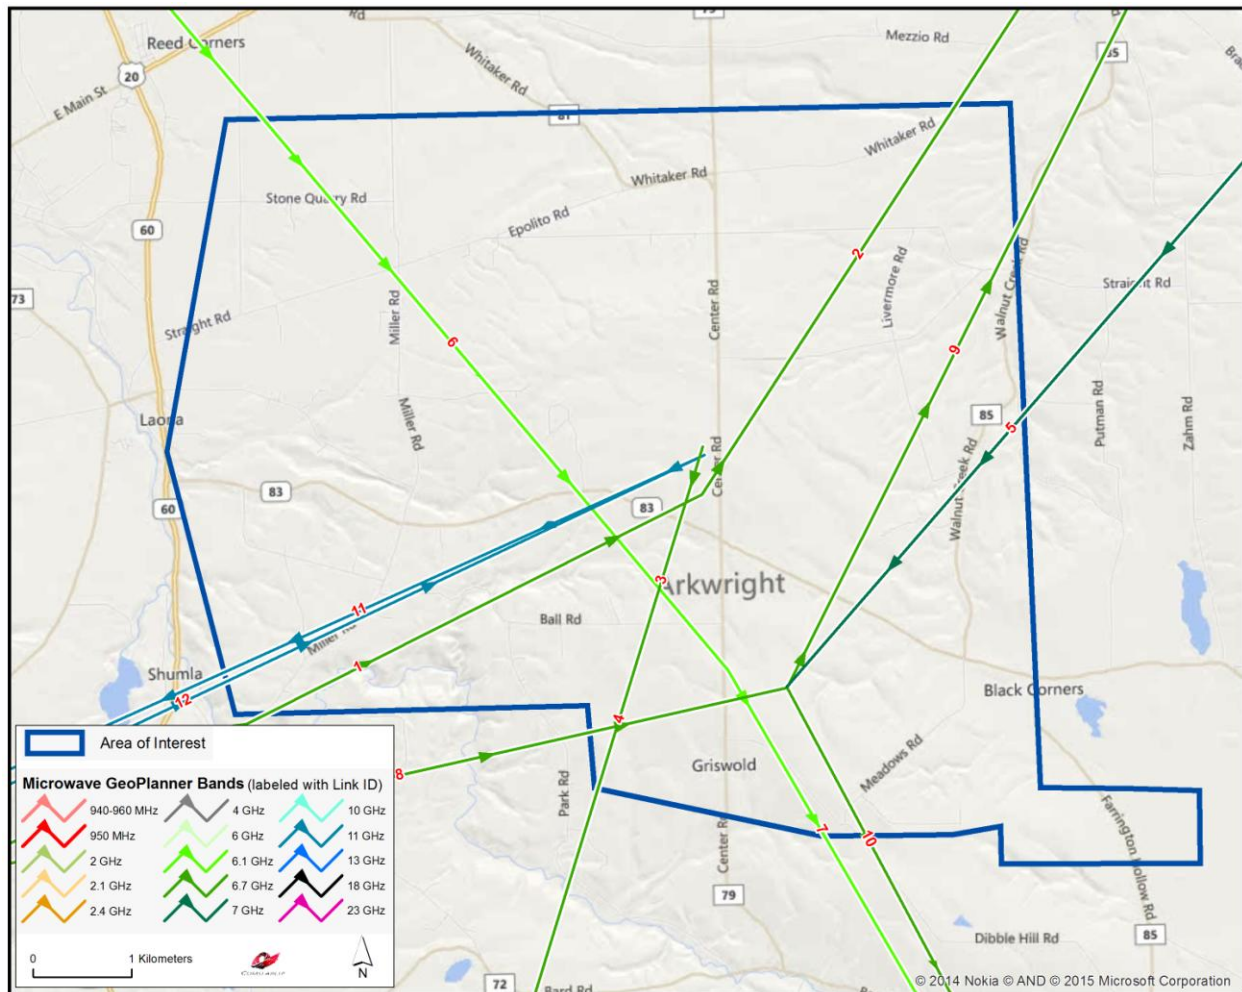 79
Rd
Mezzio Rd
Reed Corners
Whitaker Rd
20
E Main St
Whitaker Rd
Whitaker Rd
Stone Quarry Rd
Epolito Rd
60
2
73
Straight Rd
Miller Rd
6
Center Rd
Livermore Rd
Walnut Creek Rd
Straight Rd
9
Laona
Miller Rd
85
5
Putman Rd
Zahm Rd
Center Rd
Walnut Creek Rd
83
60
83
3
Arkwright
11
Miller Rd
Ball Rd
1
Shumla
12
Black Corners
4
8
Griswold
Meadows Rd
Park Rd
7
10
Center Rd
Farrington Hollow Rd
79
Dibble Hill Rd
85
72
Bard Rd
Area of Interest
Microwave GeoPlanner Bands (labeled with Link ID)
940-960 MHz
950 MHz
2 GHz
2.1 GHz
2.4 GHz
4 GHz
6 GHz
6.1 GHz
6.7 GHz
7 GHz
10 GHz
11 GHz
13 GHz
18 GHz
23 GHz
0 1 Kilometers
N
© 2014 Nokia © AND © 2015 Microsoft Corporation